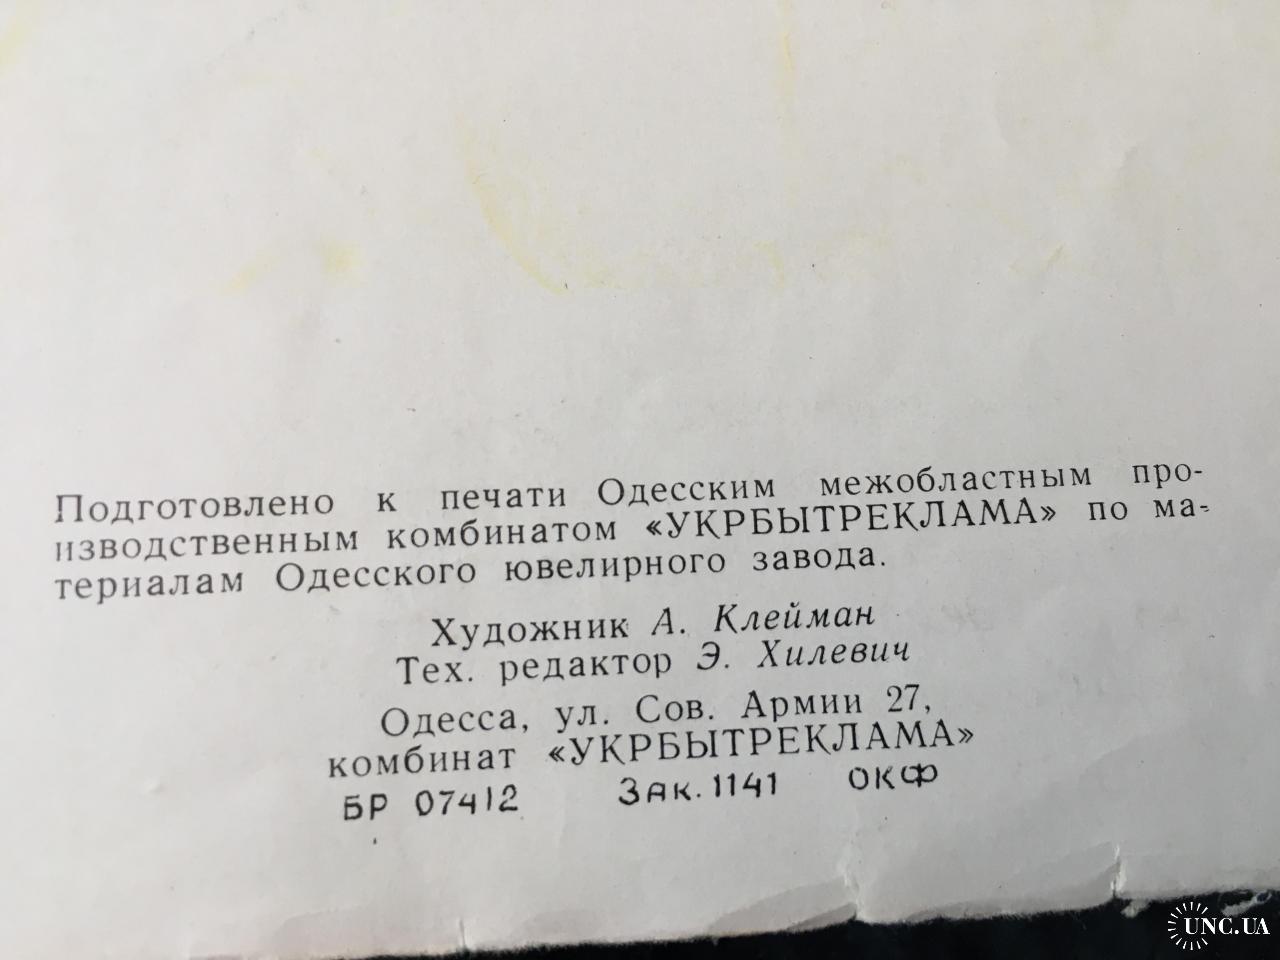 Подготовлено к печати Одесским межобластным про-
изводственным комбинатом «УКРБЫТРЕКЛАМА» по ма-
териалам Одесского ювелирного завода.
Художник А. Клейман
Тех. редактор Э. Хилевич
Одесса, ул. Сов. Армии 27,
комбинат «УКРБЫТРЕКЛАМА»
БР 07412 Зак. 1141 ОКФ
UNC.UA